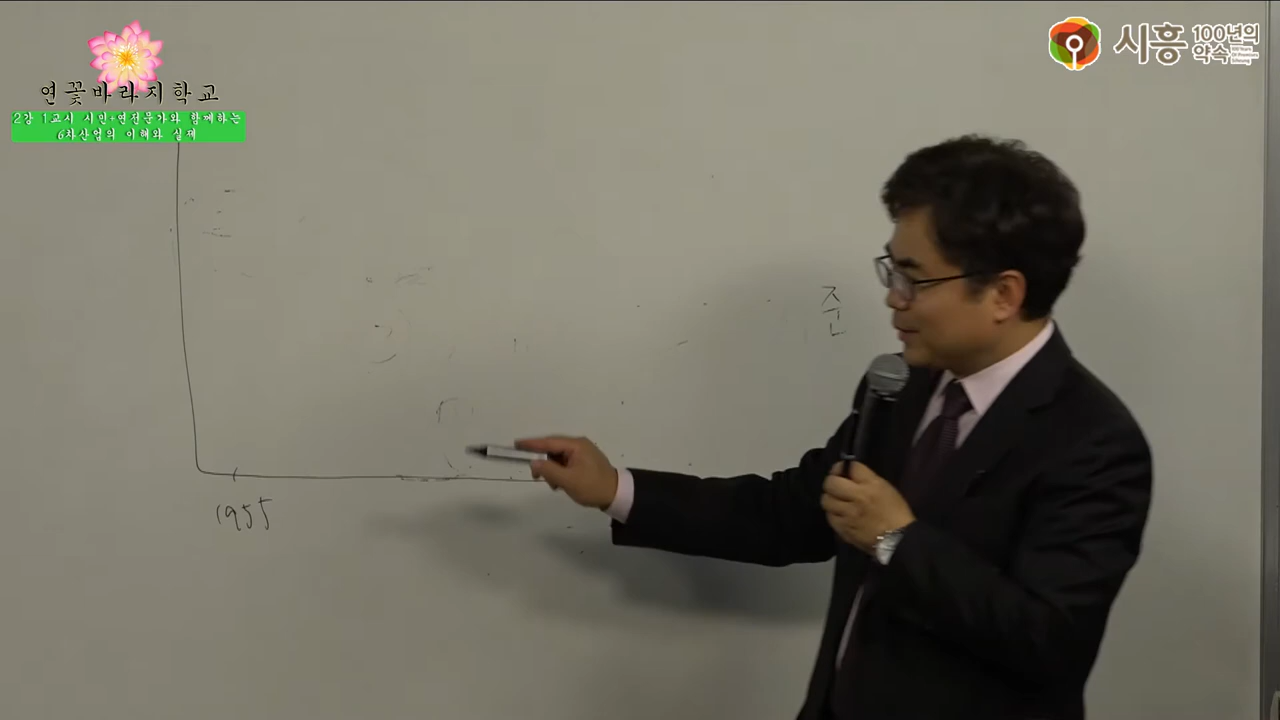 연꽃바라지학교
2강 1교시 시민+연전문가와 함께하는
6차산업의 이해와 실제
시흥
100년의
약속
준
1955